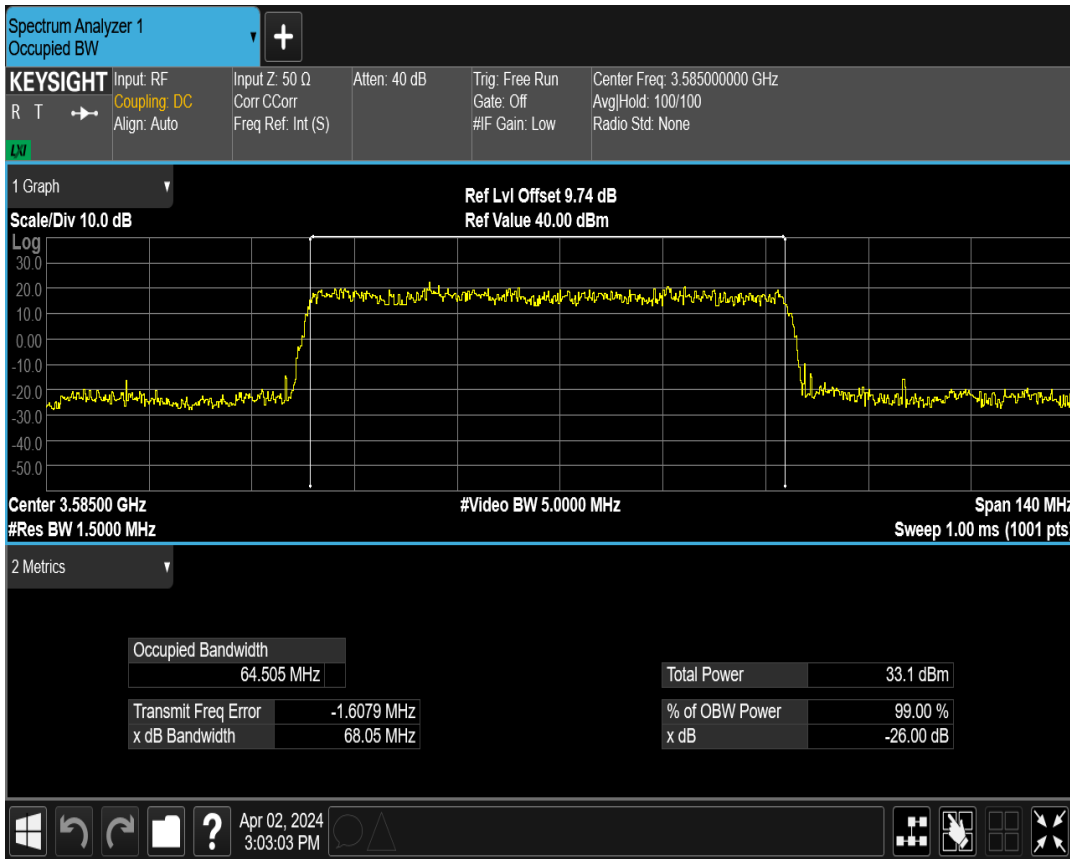 Spectrum Analyzer 1
Occupied BW
+
KEYSIGHT
R T
LXI
Input: RF
Coupling: DC
Align: Auto
Input Z: 50 Ω
Corr CCorr
Freq Ref: Int (S)
Atten: 40 dB
Trig: Free Run
Gate: Off
#IF Gain: Low
Center Freq: 3.585000000 GHz
Avg|Hold: 100/100
Radio Std: None
1 Graph
Scale/Div 10.0 dB
Ref Lvl Offset 9.74 dB
Ref Value 40.00 dBm
Log
30.0
20.0
10.0
0.00
-10.0
-20.0
-30.0
-40.0
-50.0
Center 3.58500 GHz
#Video BW 5.0000 MHz
Span 140 MHz
#Res BW 1.5000 MHz
Sweep 1.00 ms (1001 pts)
2 Metrics
Occupied Bandwidth
64.505 MHz
Transmit Freq Error -1.6079 MHz
x dB Bandwidth 68.05 MHz
Total Power 33.1 dBm
% of OBW Power 99.00 %
x dB -26.00 dB
?
Apr 02, 2024
3:03:03 PM